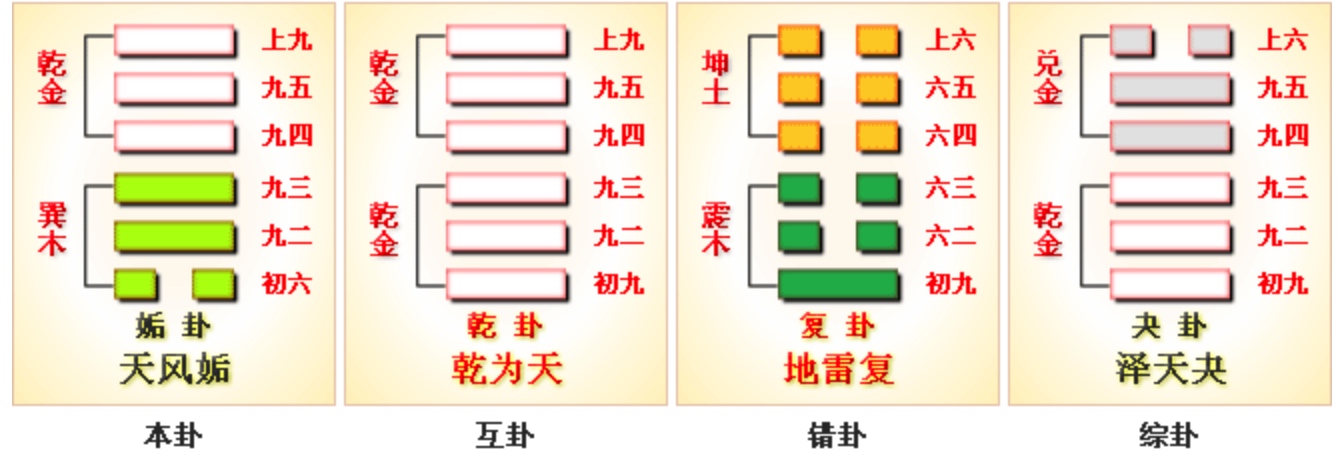 乾金
上九
九五
九四
巽木
九三
九二
初六
姤 卦
天风姤
本卦
乾金
上九
九五
九四
乾金
九三
九二
初九
乾 卦
乾为天
互卦
坤土
上六
六五
六四
震木
六三
六二
初九
复 卦
地雷复
错卦
兑金
上六
九五
九四
乾金
九三
九二
初九
夬 卦
泽天夬
综卦